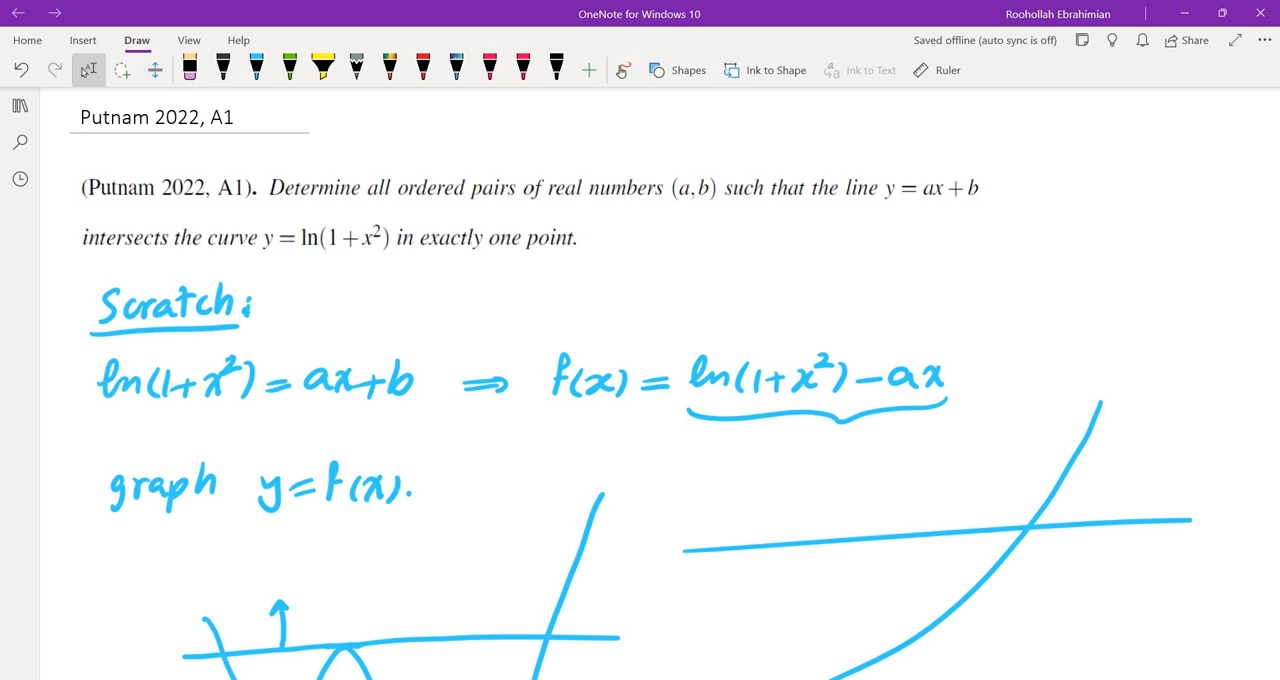 OneNote for Windows 10
Roohollah Ebrahimian
Home Insert Draw View Help
Saved offline (auto sync is off)
Share
Shapes
Ink to Shape
Ink to Text
Ruler
Putnam 2022, A1
(Putnam 2022, A1). Determine all ordered pairs of real numbers (a,b) such that the line y = ax + b
intersects the curve y = ln(1 + x²) in exactly one point.
Scratch:
ln(1+x²) = ax+b ⇒ f(x) = ln(1+x²) - ax
graph y=f(x).